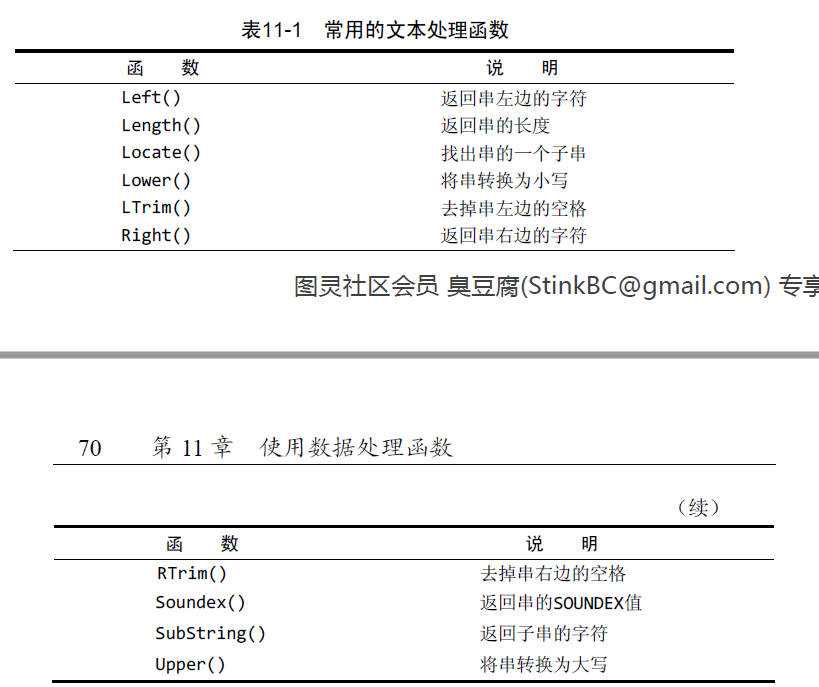 表11-1 常用的文本处理函数
函 数 说 明
Left() 返回串左边的字符
Length() 返回串的长度
Locate() 找出串的一个子串
Lower() 将串转换为小写
LTrim() 去掉串左边的空格
Right() 返回串右边的字符
图灵社区会员 臭豆腐(StinkBC@gmail.com) 专享
70 第 11 章 使用数据处理函数
（续）
函 数 说 明
RTrim() 去掉串右边的空格
Soundex() 返回串的SOUNDEX值
SubString() 返回子串的字符
Upper() 将串转换为大写